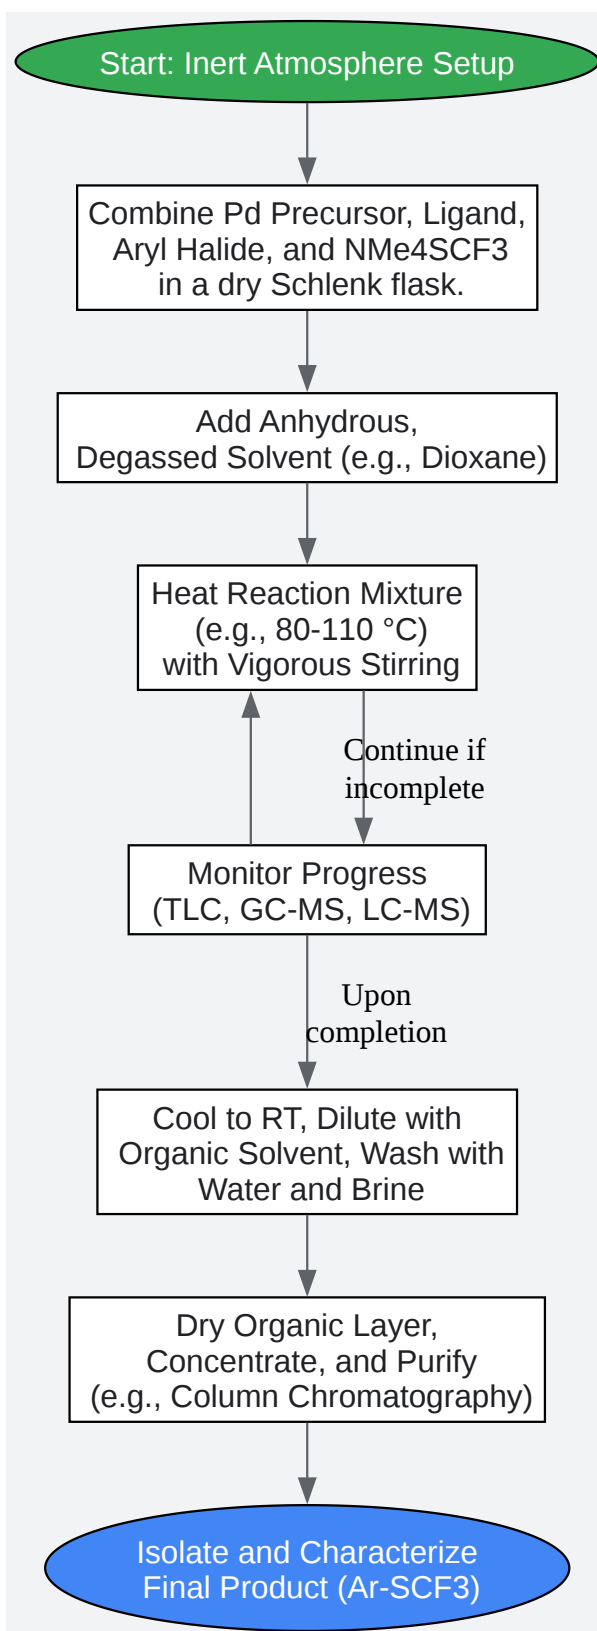 Start: Inert Atmosphere Setup
Combine Pd Precursor, Ligand,
Aryl Halide, and NMe4SCF3
in a dry Schlenk flask.
Add Anhydrous,
Degassed Solvent (e.g., Dioxane)
Heat Reaction Mixture
(e.g., 80-110 °C)
with Vigorous Stirring
Continue if
incomplete
Monitor Progress
(TLC, GC-MS, LC-MS)
Upon
completion
Cool to RT, Dilute with
Organic Solvent, Wash with
Water and Brine
Dry Organic Layer,
Concentrate, and Purify
(e.g., Column Chromatography)
Isolate and Characterize
Final Product (Ar-SCF3)